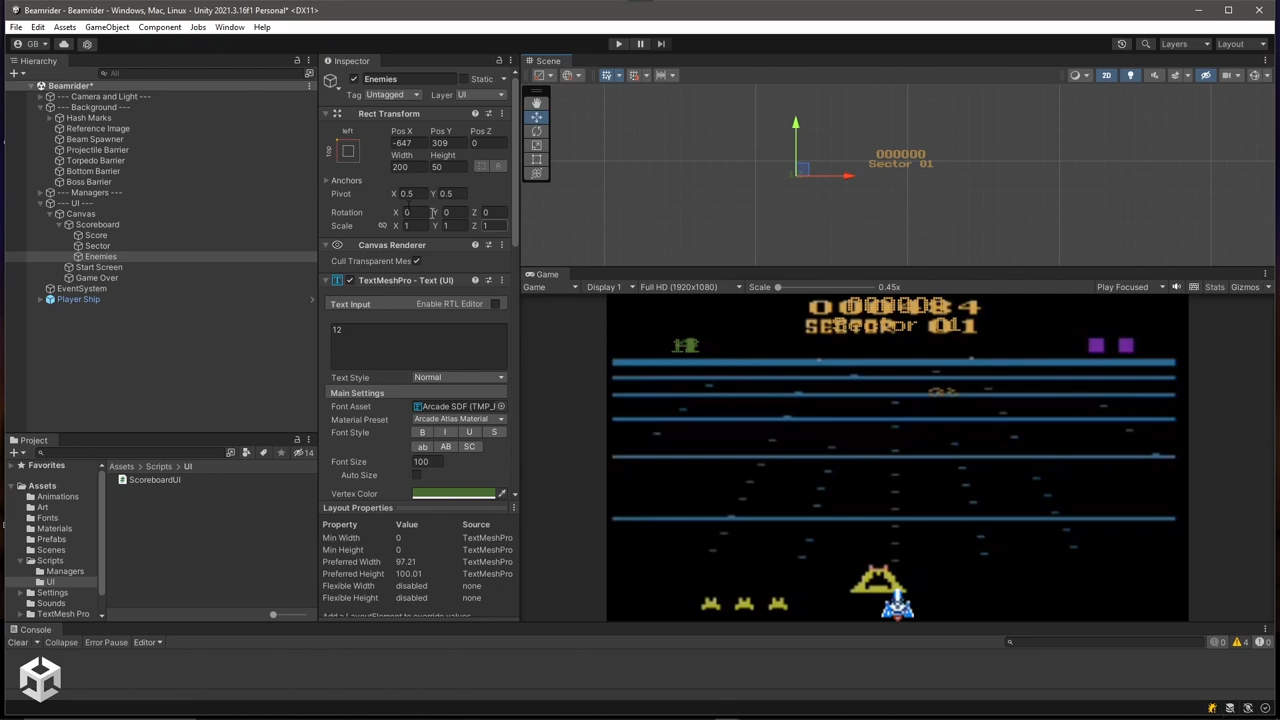 Beamrider - Beamrider - Windows, Mac, Linux - Unity 2021.3.16f1 Personal* <DX11>
File Edit Assets GameObject Component Jobs Window Help
GB Layers Layout
Hierarchy
All
Beamrider*
--- Camera and Light ---
--- Background ---
Hash Marks
Reference Image
Beam Spawner
Projectile Barrier
Torpedo Barrier
Bottom Barrier
Boss Barrier
--- Managers ---
--- UI ---
Canvas
Scoreboard
Score
Sector
Enemies
Start Screen
Game Over
EventSystem
Player Ship
Inspector
Enemies Static
Tag Untagged Layer UI
Rect Transform
left Pos X Pos Y Pos Z
top -647 309 0
Width Height
200 50 R
Anchors
Pivot X 0.5 Y 0.5
Rotation X 0 Y 0 Z 0
Scale X 1 Y 1 Z 1
Canvas Renderer
Cull Transparent Mes
TextMeshPro - Text (UI)
Text Input Enable RTL Editor
12
Text Style Normal
Main Settings
Font Asset Arcade SDF (TMP_
Material Preset Arcade Atlas Material
Font Style B I U S
ab AB SC
Font Size 100
Auto Size
Vertex Color
Layout Properties
Property Value Source
Min Width 0 TextMeshPro
Min Height 0 TextMeshPro
Preferred Width 97.21 TextMeshPro
Preferred Height 100.01 TextMeshPro
Flexible Width disabled none
Flexible Height disabled none
Add a LayoutElement to override values
Scene
2D
000000
Sector 01
Game
Game Display 1 Full HD (1920x1080) Scale 0.45x Play Focused Stats Gizmos
Project
14
Favorites
Assets
Animations
Art
Fonts
Materials
Prefabs
Scenes
Scripts
Managers
UI
Settings
Sounds
TextMesh Pro
Assets > Scripts > UI
ScoreboardUI
Console
Clear Collapse Error Pause Editor
0 4 0